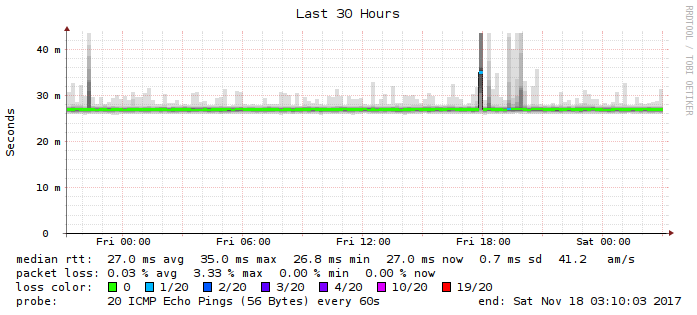 Last 30 Hours
RRDTOOL / TOBI OETIKER
Seconds
40 m
30 m
20 m
10 m
0
Fri 00:00 Fri 06:00 Fri 12:00 Fri 18:00 Sat 00:00
median rtt: 27.0 ms avg 35.0 ms max 26.8 ms min 27.0 ms now 0.7 ms sd 41.2 am/s
packet loss: 0.03 % avg 3.33 % max 0.00 % min 0.00 % now
loss color: 0 1/20 2/20 3/20 4/20 10/20 19/20
probe: 20 ICMP Echo Pings (56 Bytes) every 60s end: Sat Nov 18 03:10:03 2017